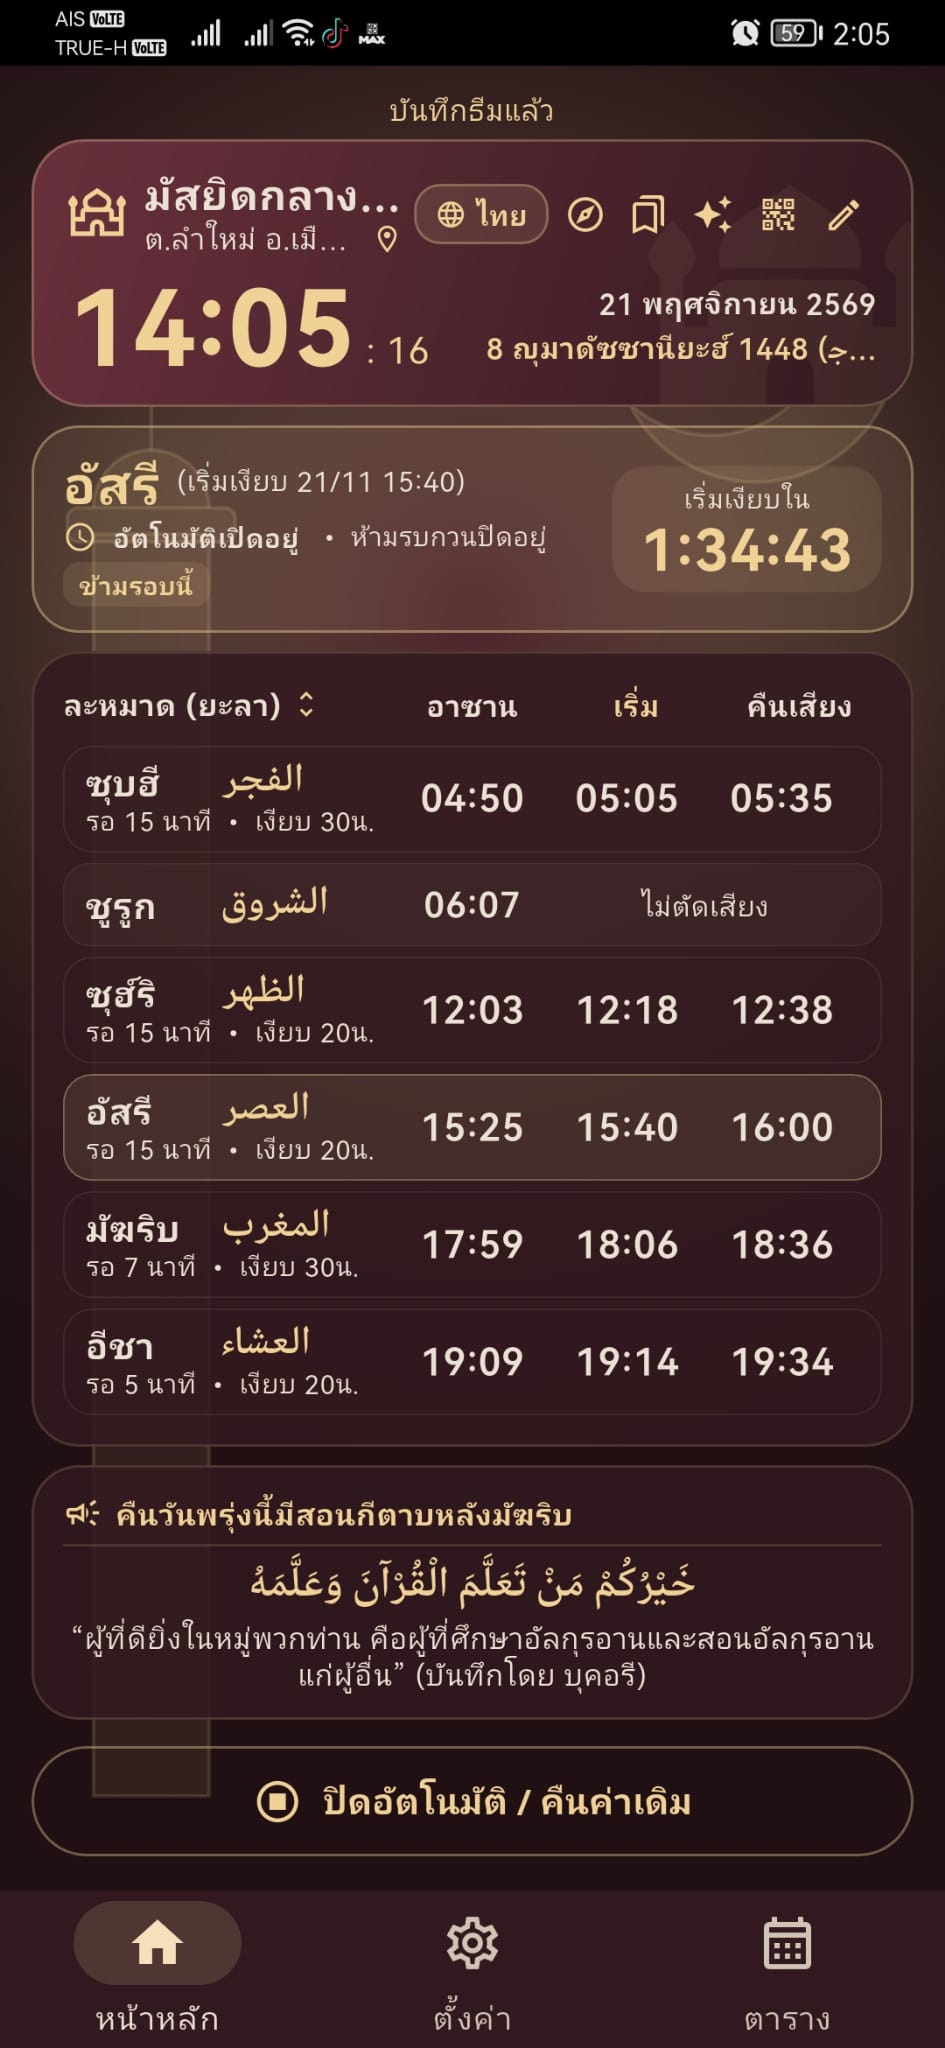 AIS VoLTE
TRUE-H VoLTE
MAX
59 2:05
บันทึกธีมแล้ว
มัสยิดกลาง... ไทย
ต.ลำใหม่ อ.เมื...
14:05 : 16
21 พฤศจิกายน 2569
8 ญุมาดัซซานียะฮ์ 1448 (جـ...
อัสรี (เริ่มเงียบ 21/11 15:40)
อัตโนมัติเปิดอยู่ • ห้ามรบกวนปิดอยู่
ข้ามรอบนี้
เริ่มเงียบใน
1:34:43
ละหมาด (ยะลา) อาซาน เริ่ม คืนเสียง
ซุบฮี الفجر 04:50 05:05 05:35
รอ 15 นาที • เงียบ 30น.
ชูรูก الشروق 06:07 ไม่ตัดเสียง
ซุฮ์ริ الظهر 12:03 12:18 12:38
รอ 15 นาที • เงียบ 20น.
อัสรี العصر 15:25 15:40 16:00
รอ 15 นาที • เงียบ 20น.
มัฆริบ المغرب 17:59 18:06 18:36
รอ 7 นาที • เงียบ 30น.
อีชา العشاء 19:09 19:14 19:34
รอ 5 นาที • เงียบ 20น.
คืนวันพรุ่งนี้มีสอนกีตาบหลังมัฆริบ
خَيْرُكُمْ مَنْ تَعَلَّمَ الْقُرْآنَ وَعَلَّمَهُ
“ผู้ที่ดียิ่งในหมู่พวกท่าน คือผู้ที่ศึกษาอัลกุรอานและสอนอัลกุรอาน
แก่ผู้อื่น” (บันทึกโดย บุคอรี)
ปิดอัตโนมัติ / คืนค่าเดิม
หน้าหลัก ตั้งค่า ตาราง